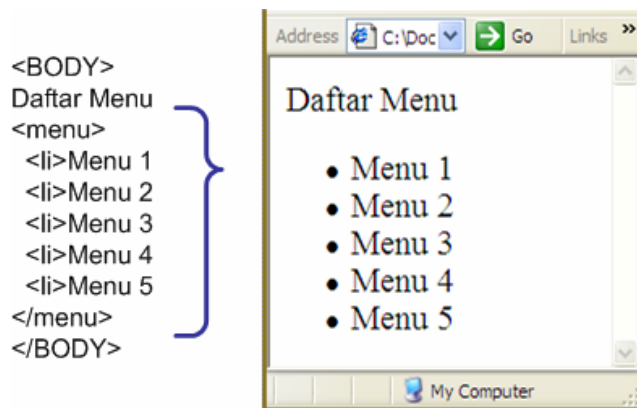 <BODY>
Daftar Menu
<menu>
<li>Menu 1
<li>Menu 2
<li>Menu 3
<li>Menu 4
<li>Menu 5
</menu>
</BODY>
Address C:\Doc Go Links »
Daftar Menu
• Menu 1
• Menu 2
• Menu 3
• Menu 4
• Menu 5
My Computer